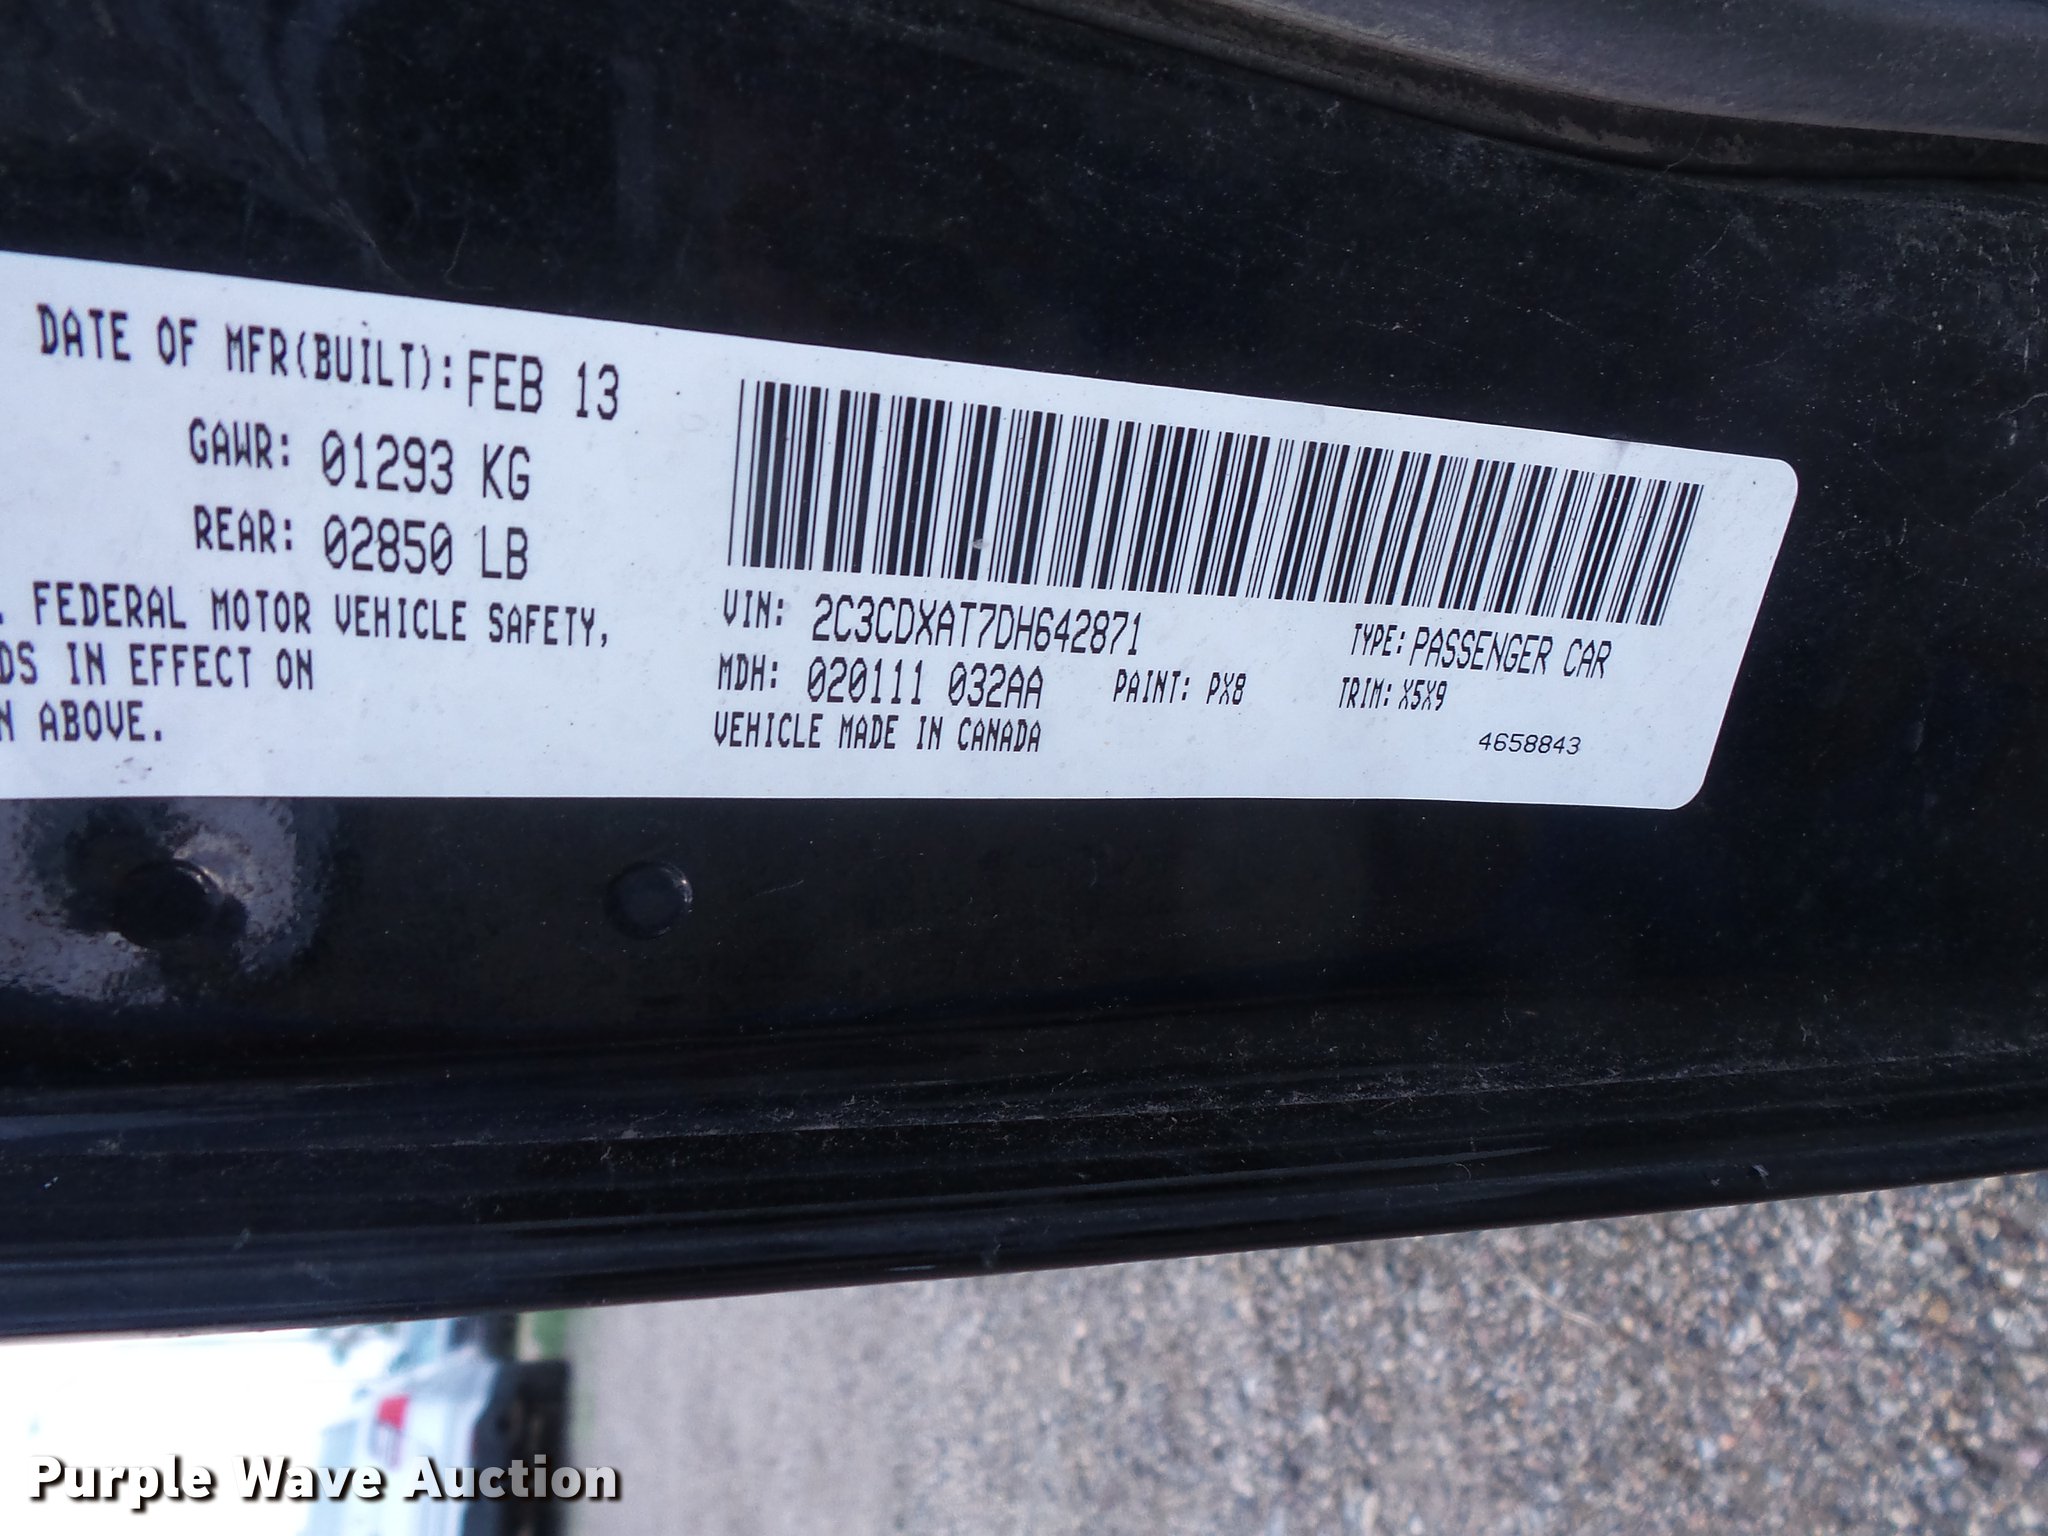 DATE OF MFR(BUILT): FEB 13
GAWR: 01293 KG
REAR: 02850 LB
. FEDERAL MOTOR VEHICLE SAFETY,
DS IN EFFECT ON
N ABOVE.
VIN: 2C3CDXAT7DH642871
TYPE: PASSENGER CAR
MDH: 020111 032AA
PAINT: PX8
TRIM: X5X9
VEHICLE MADE IN CANADA
4658843
Purple Wave Auction